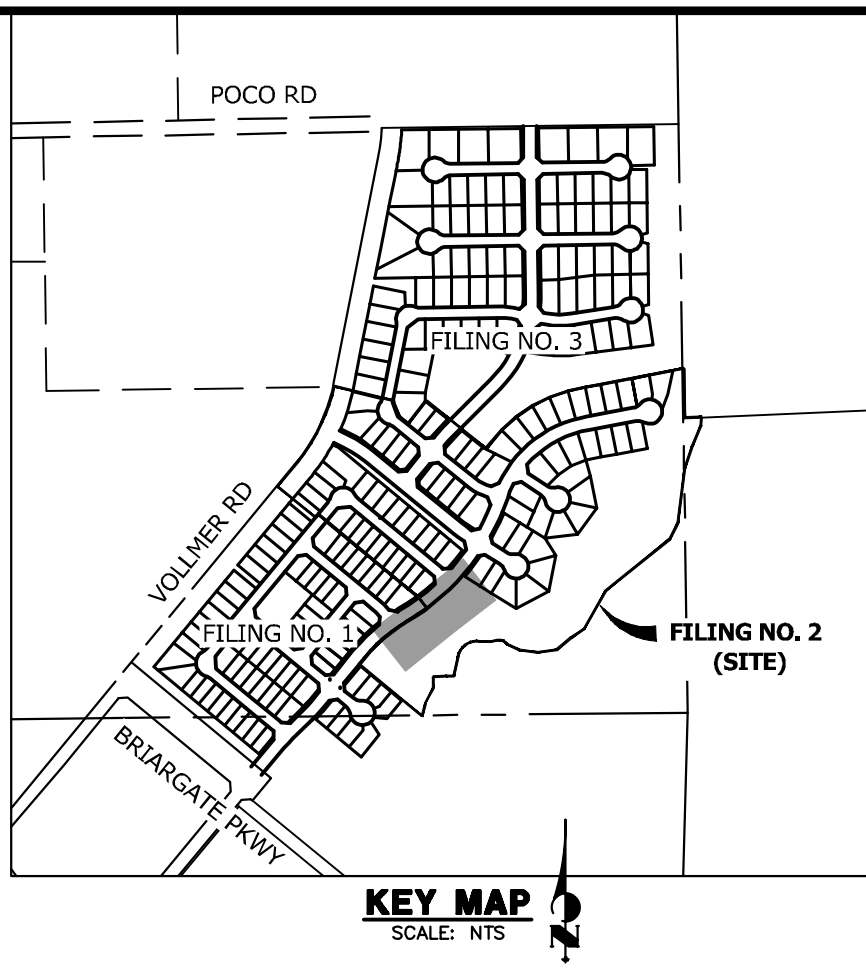 POCO RD
FILING NO. 3
VOLLMER RD
FILING NO. 1
FILING NO. 2
(SITE)
BRIARGATE PKWY
KEY MAP
SCALE: NTS
N